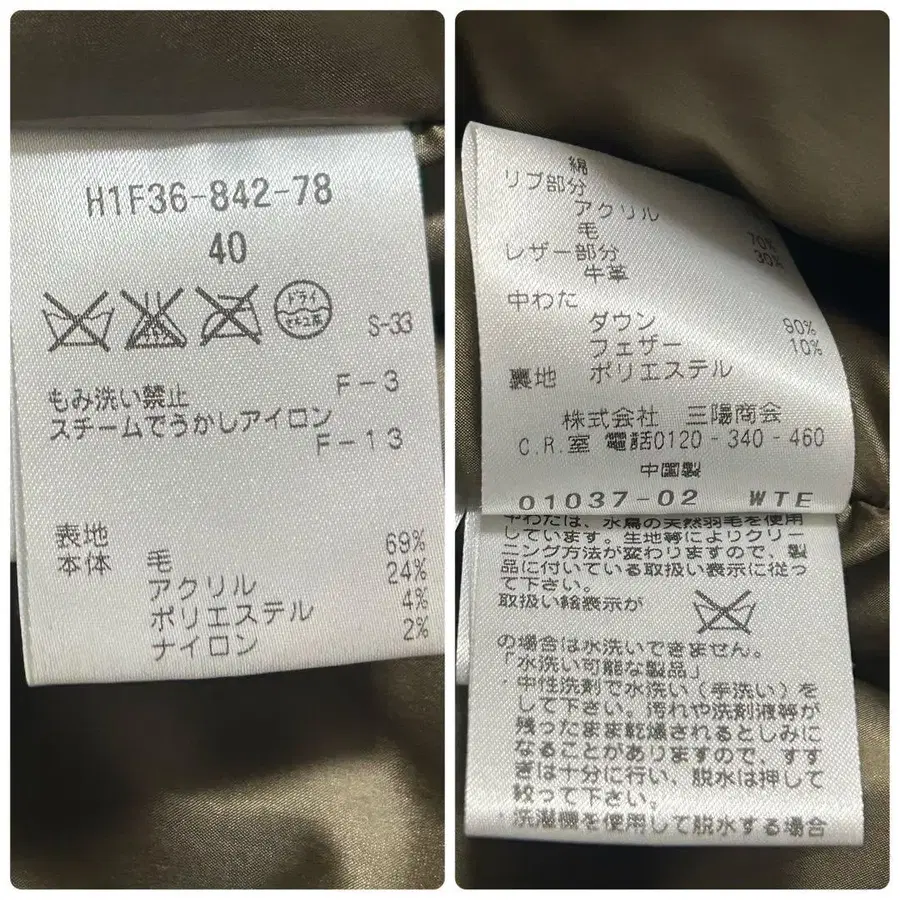 H1F36-842-78
40
ドライ
セキユ系
S-33
もみ洗い禁止
F-3
スチームでうかしアイロン
F-13
表地
本体 毛 69%
アクリル 24%
ポリエステル 4%
ナイロン 2%
綿
リブ部分
アクリル 70%
毛 30%
レザー部分
牛革
中わた
ダウン 90%
フェザー 10%
裏地 ポリエステル
株式会社 三陽商会
C.R.室 電話0120-340-460
中国製
01037-02 WTE
中わたは、水鳥の天然羽毛を使用
しています。生地等によりクリー
ニング方法が変わりますので、製
品に付いている取扱い表示に従っ
て下さい。
取扱い絵表示が
の場合は水洗いできません。
「水洗い可能な製品」
・中性洗剤で水洗い(手洗い)を
して下さい。汚れや洗剤液等が
残ったまま乾燥されるとしみに
なることがありますので、すす
ぎは十分に行い、脱水は押して
絞って下さい。
・洗濯機を使用して脱水する場合